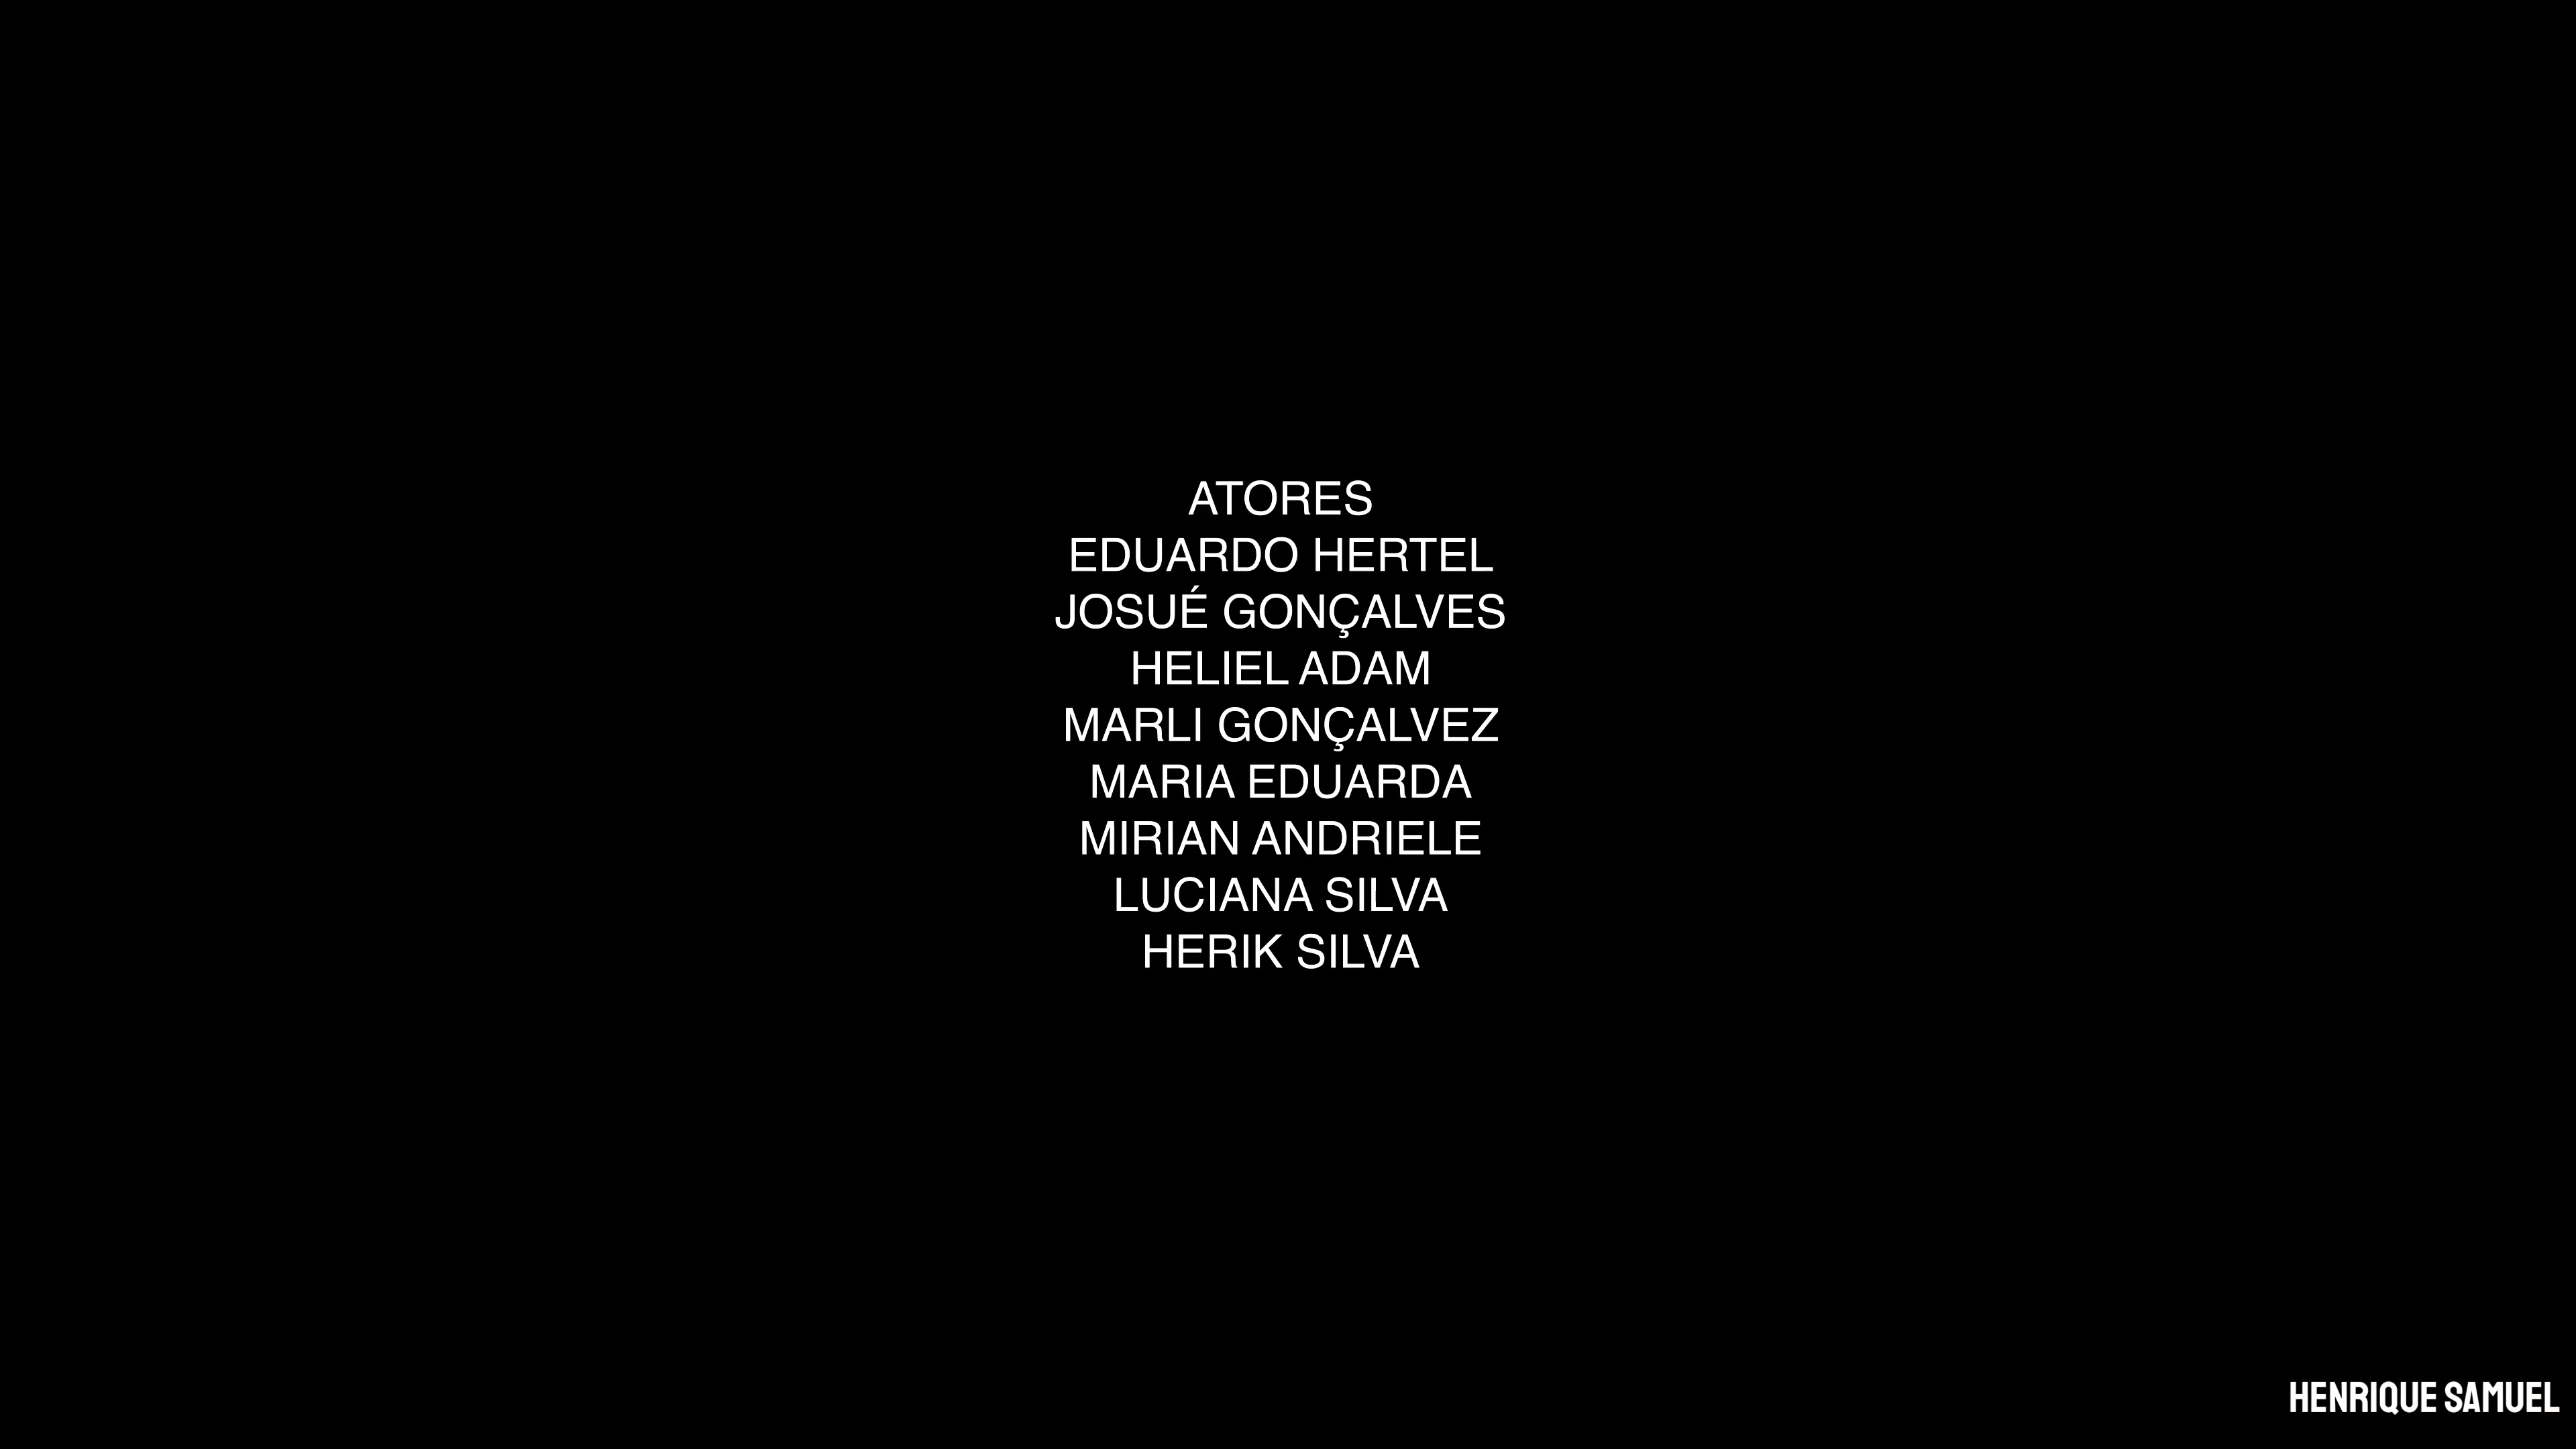 ATORES
EDUARDO HERTEL
JOSUÉ GONÇALVES
HELIEL ADAM
MARLI GONÇALVEZ
MARIA EDUARDA
MIRIAN ANDRIELE
LUCIANA SILVA
HERIK SILVA
HENRIQUE SAMUEL